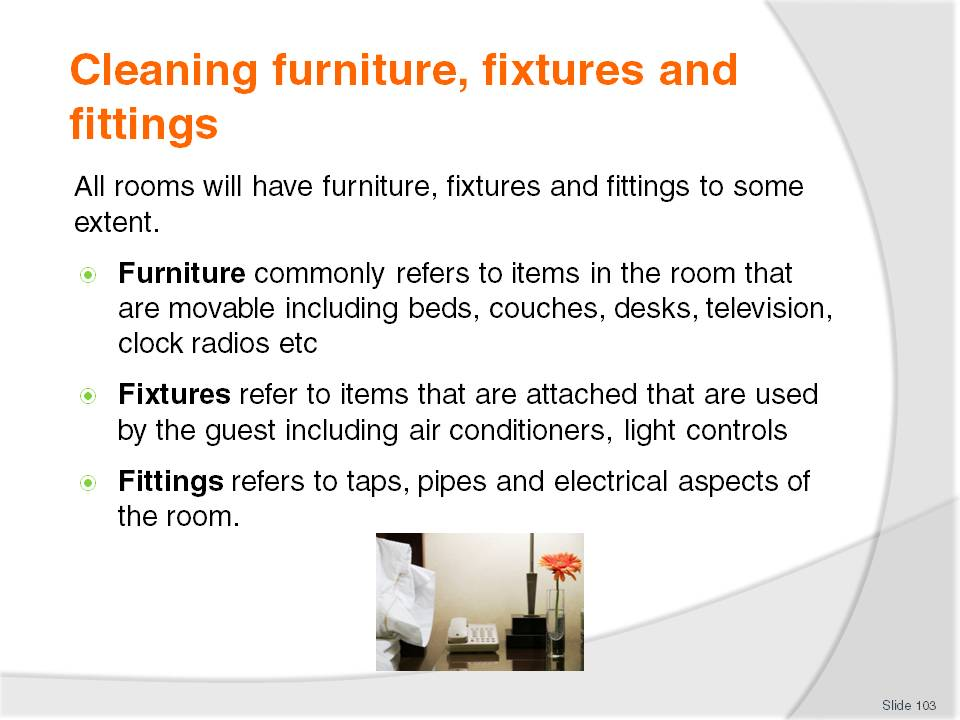 Cleaning furniture, fixtures and
fittings
All rooms will have furniture, fixtures and fittings to some
extent.
Furniture commonly refers to items in the room that
are movable including beds, couches, desks, television,
clock radios etc
Fixtures refer to items that are attached that are used
by the guest including air conditioners, light controls
Fittings refers to taps, pipes and electrical aspects of
the room.
Slide 103